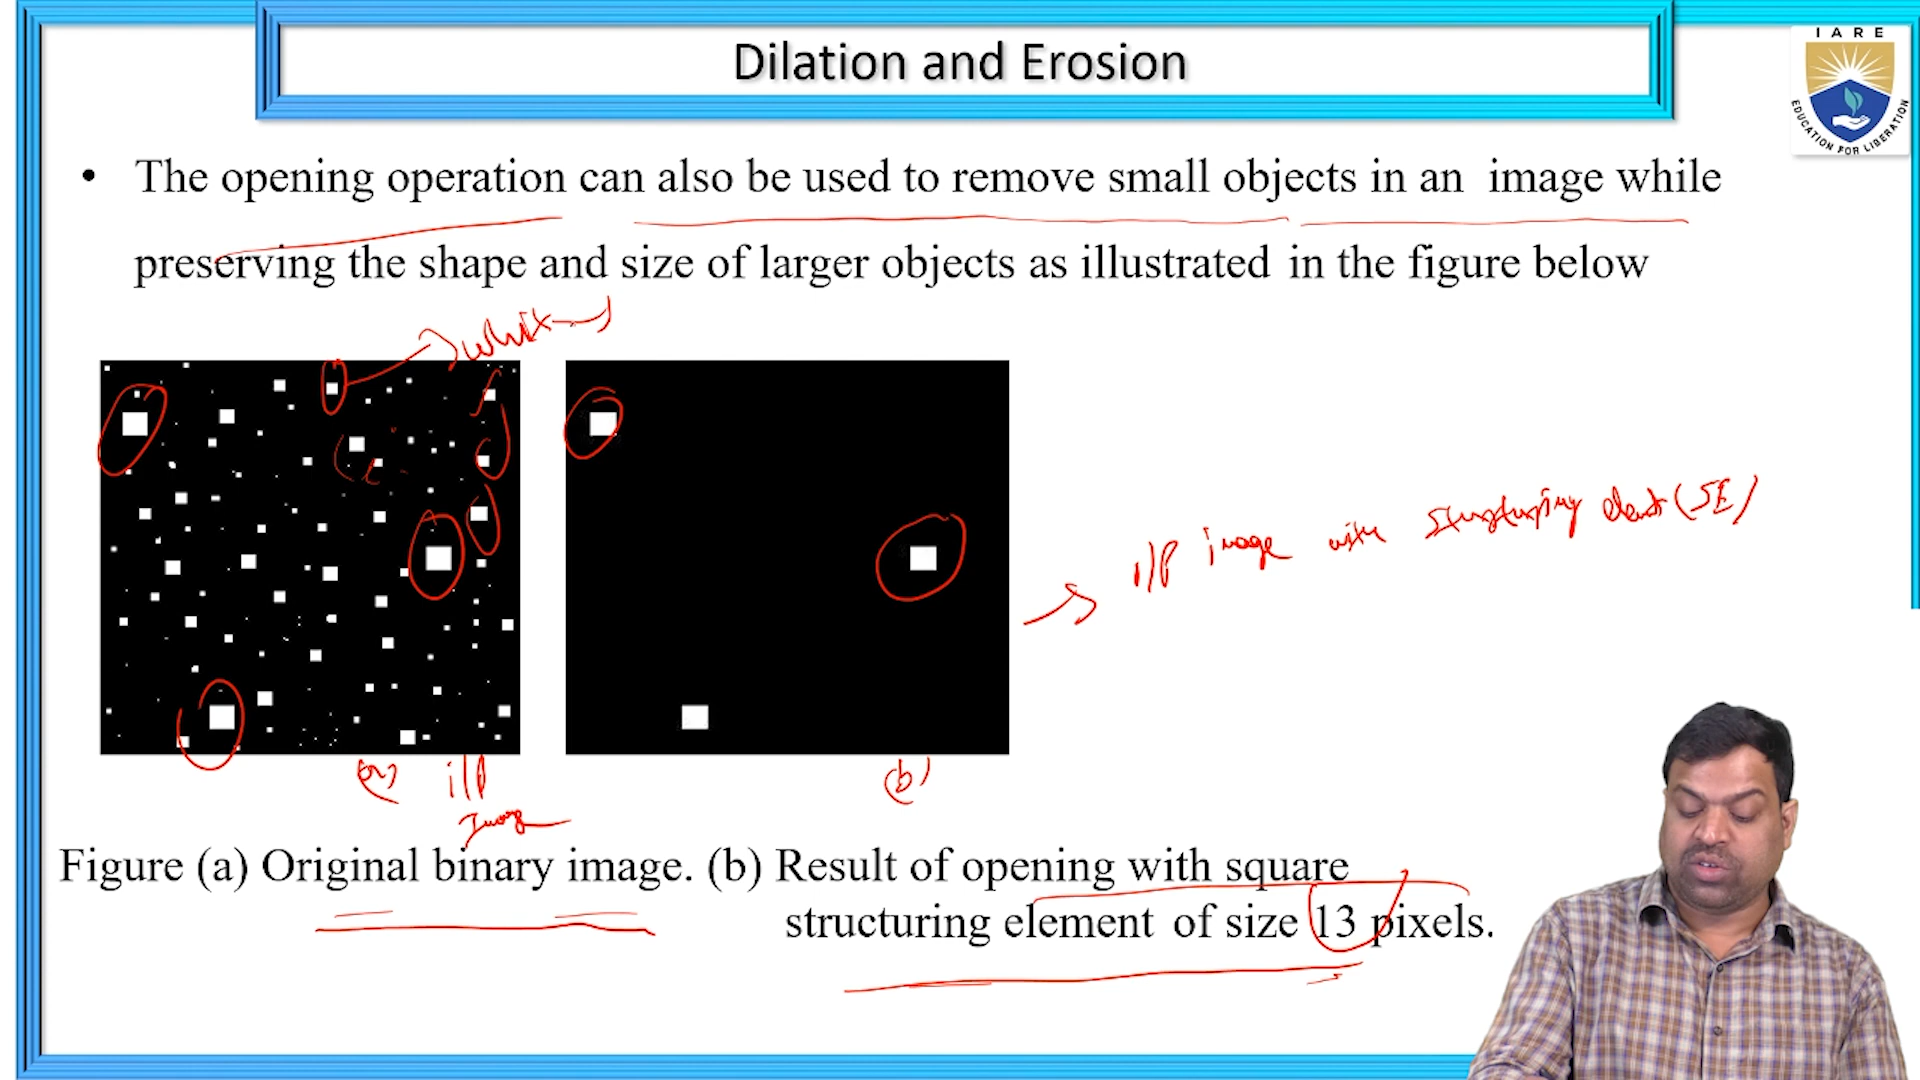 Dilation and Erosion
IARE
EDUCATION FOR LIBERATION
• The opening operation can also be used to remove small objects in an image while
preserving the shape and size of larger objects as illustrated in the figure below
(a) i/p
Image
(b)
i/p image with structuring element (SE)
Figure (a) Original binary image. (b) Result of opening with square
structuring element of size 13 pixels.